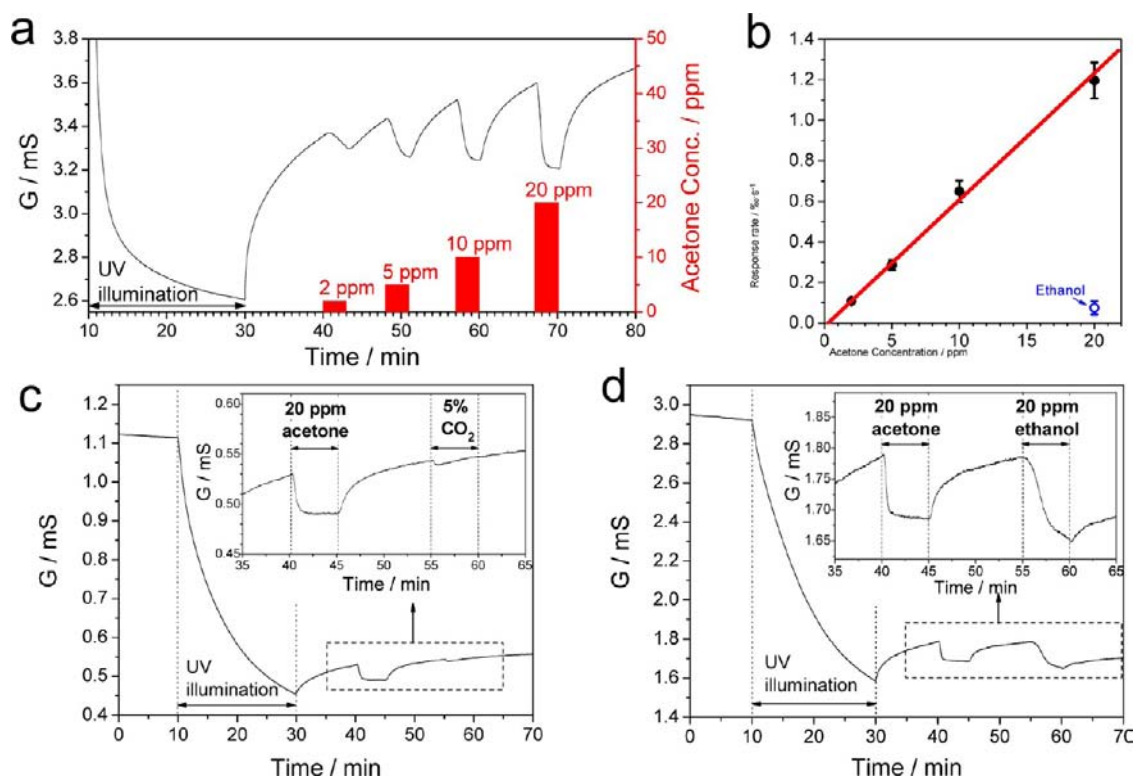 a
3.8
3.6
3.4
3.2
3.0
2.8
2.6
G / mS
UV
illumination
2 ppm
5 ppm
10 ppm
20 ppm
50
40
30
20
10
0
Acetone Conc. / ppm
10 20 30 40 50 60 70 80
Time / min
b
1.4
1.2
1.0
0.8
0.6
0.4
0.2
0.0
Response rate / ‰·s⁻¹
Ethanol
0 5 10 15 20
Acetone Concentration / ppm
c
1.2
1.1
1.0
0.9
0.8
0.7
0.6
0.5
0.4
G / mS
0.60
0.55
0.50
0.45
G / mS
20 ppm
acetone
5%
CO₂
35 40 45 50 55 60 65
Time / min
UV
illumination
0 10 20 30 40 50 60 70
Time / min
d
3.0
2.8
2.6
2.4
2.2
2.0
1.8
1.6
1.4
G / mS
1.85
1.80
1.75
1.70
1.65
G / mS
20 ppm
acetone
20 ppm
ethanol
35 40 45 50 55 60 65
Time / min
UV
illumination
0 10 20 30 40 50 60 70
Time / min